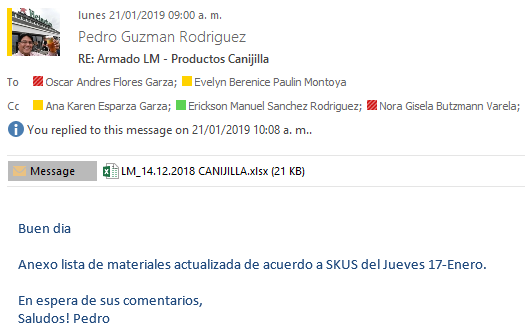 lunes 21/01/2019 09:00 a. m.
Pedro Guzman Rodriguez
RE: Armado LM - Productos Canijilla
To Oscar Andres Flores Garza; Evelyn Berenice Paulin Montoya
Cc Ana Karen Esparza Garza; Erickson Manuel Sanchez Rodriguez; Nora Gisela Butzmann Varela;
You replied to this message on 21/01/2019 10:08 a. m..
Message LM_14.12.2018 CANIJILLA.xlsx (21 KB)
Buen dia
Anexo lista de materiales actualizada de acuerdo a SKUS del Jueves 17-Enero.
En espera de sus comentarios,
Saludos! Pedro